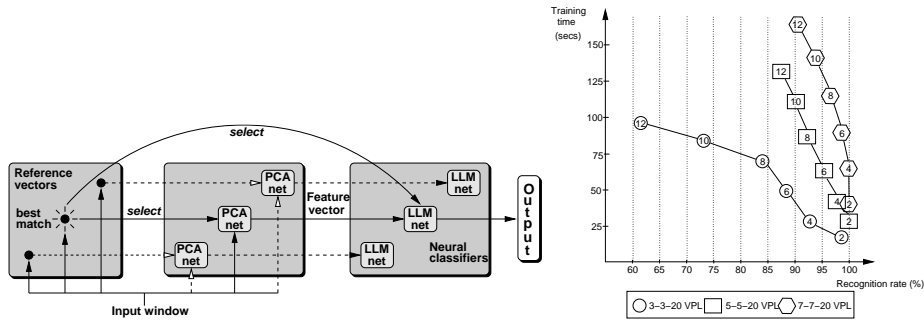 select
Reference
vectors
best
match
select
PCA
net
PCA
net
PCA
net
Feature
vector
LLM
net
LLM
net
LLM
net
Neural
classifiers
Output
Input window
Training
time
(secs)
150
125
100
75
50
25
12
10
8
6
4
2
12
10
8
6
4
2
12
10
8
6
4
2
60 65 70 75 80 85 90 95 100
Recognition rate (%)
3-3-20 VPL 5-5-20 VPL 7-7-20 VPL